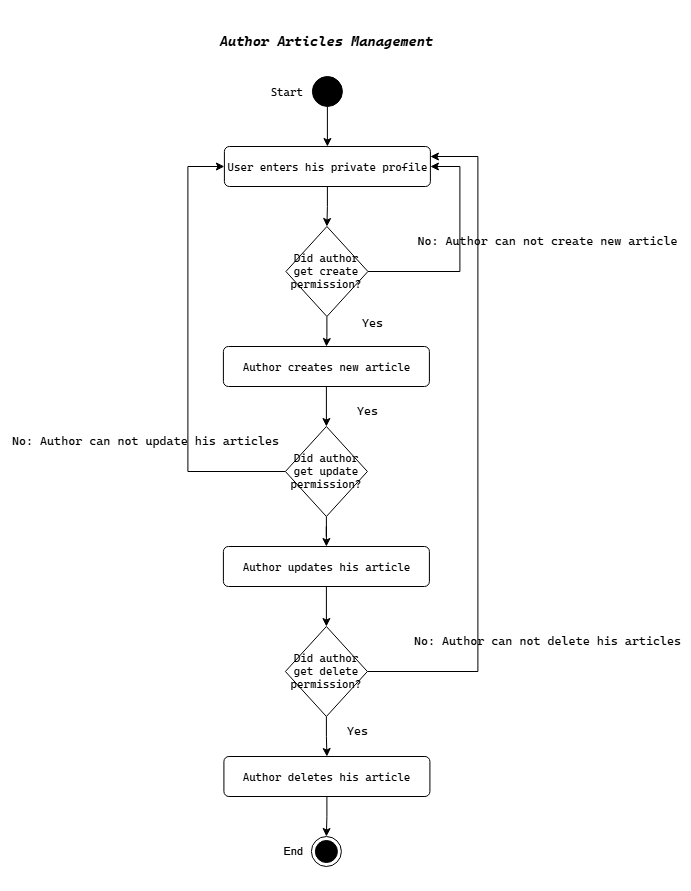 Author Articles Management
Start
User enters his private profile
No: Author can not create new article
Did author
get create
permission?
Yes
Author creates new article
Yes
No: Author can not update his articles
Did author
get update
permission?
Author updates his article
No: Author can not delete his articles
Did author
get delete
permission?
Yes
Author deletes his article
End